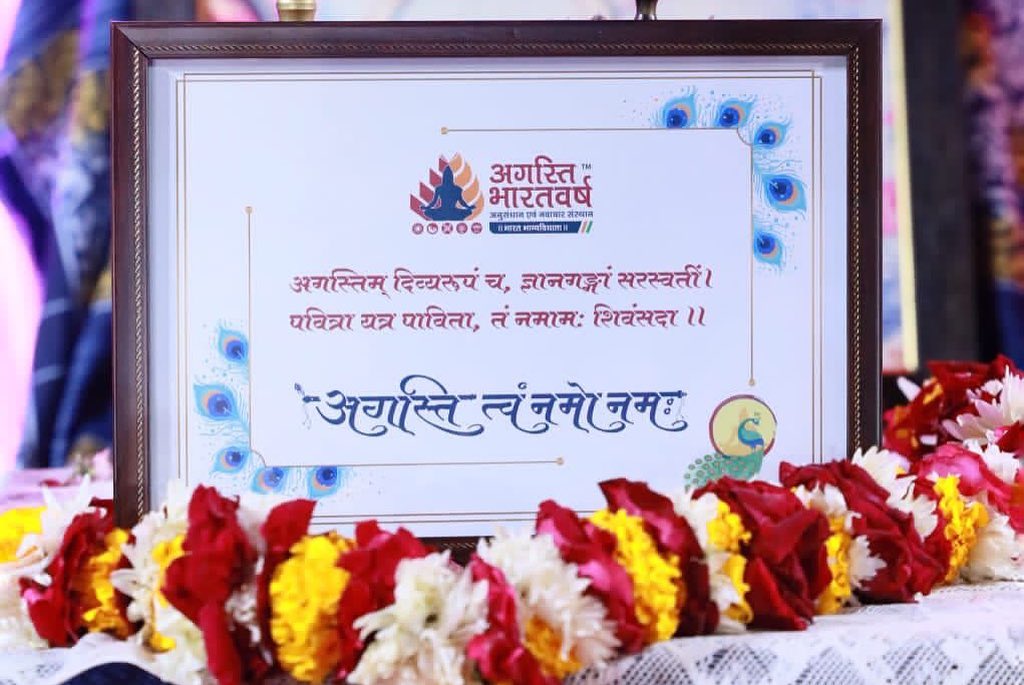 अगस्ति ™
भारतवर्ष
अनुसंधान एवं नवाचार संस्थान
॥ भारत भाग्यविधाता ॥
अगस्तिम् दिव्यरूपं च, ज्ञानगङ्गां सरस्वतीं।
पवित्रा यत्र पाविता, तं नमामः शिवंसदा ॥
अगस्ति त्वं नमो नमः